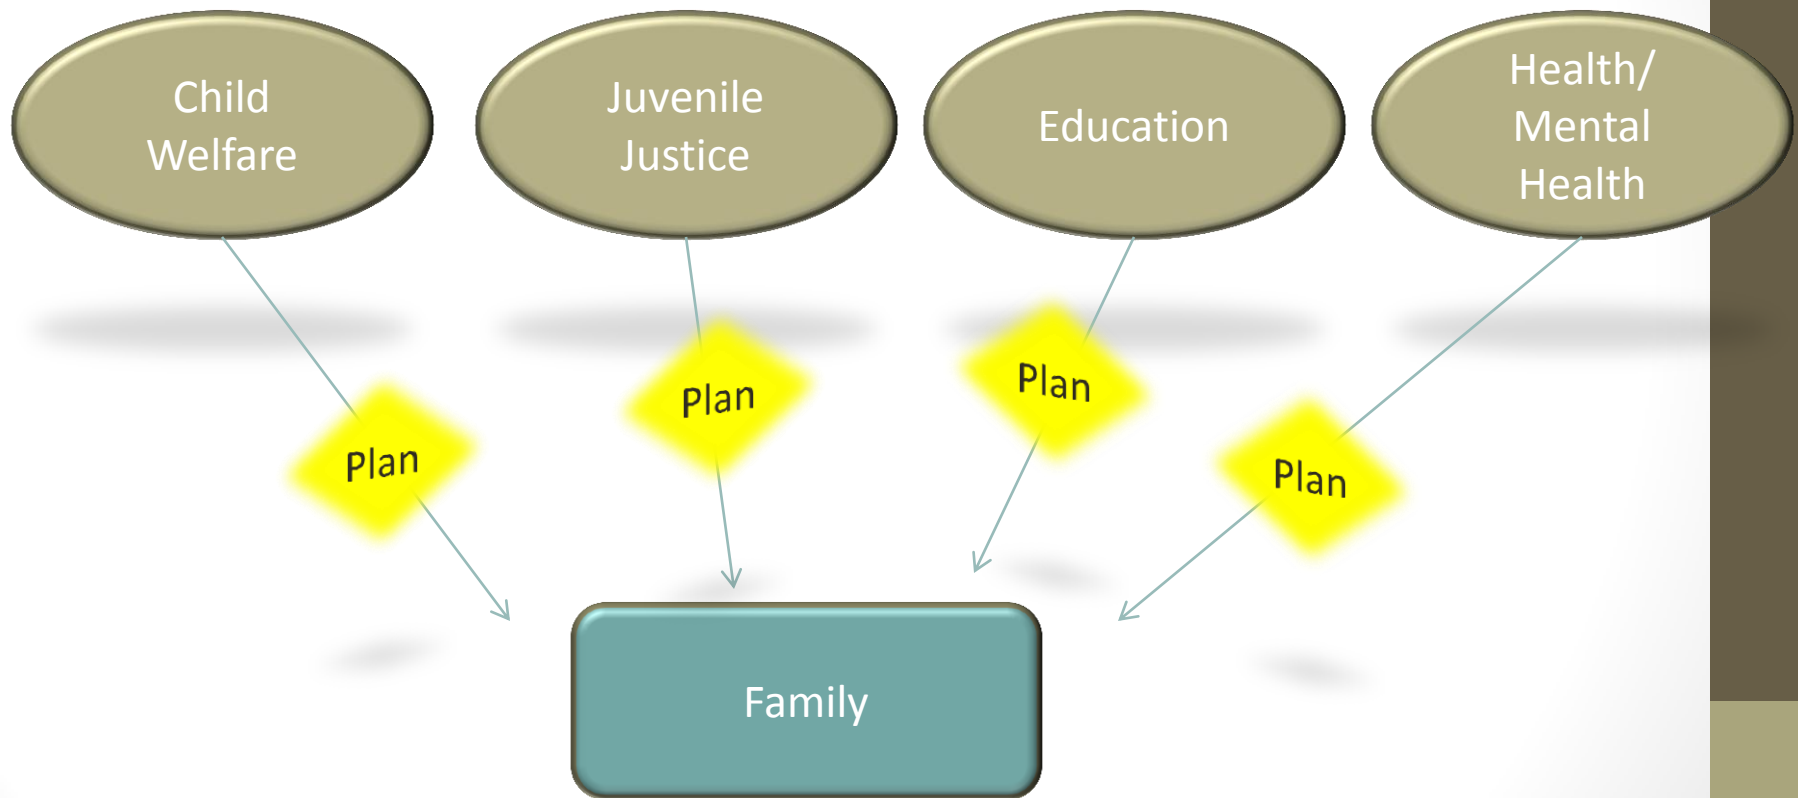 Child
Welfare
Juvenile
Justice
Education
Health/
Mental
Health
Plan
Plan
Plan
Plan
Family